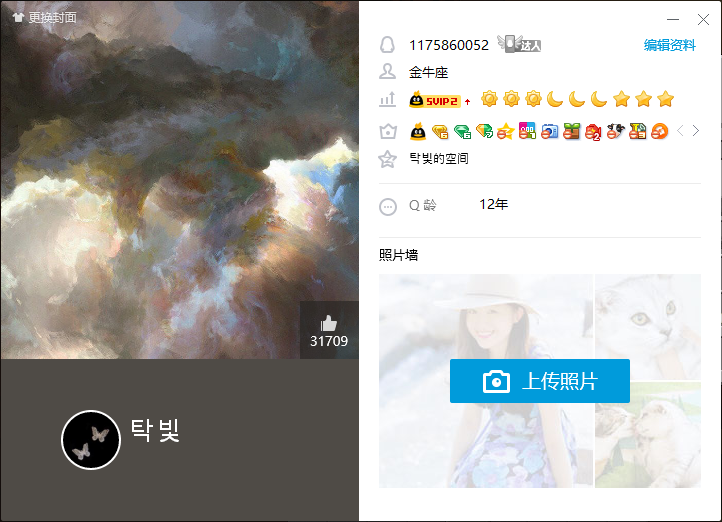 更换封面
31709
탁빛
1175860052 达人
编辑资料
金牛座
SVIP2
탁빛的空间
Q 龄 12年
照片墙
上传照片